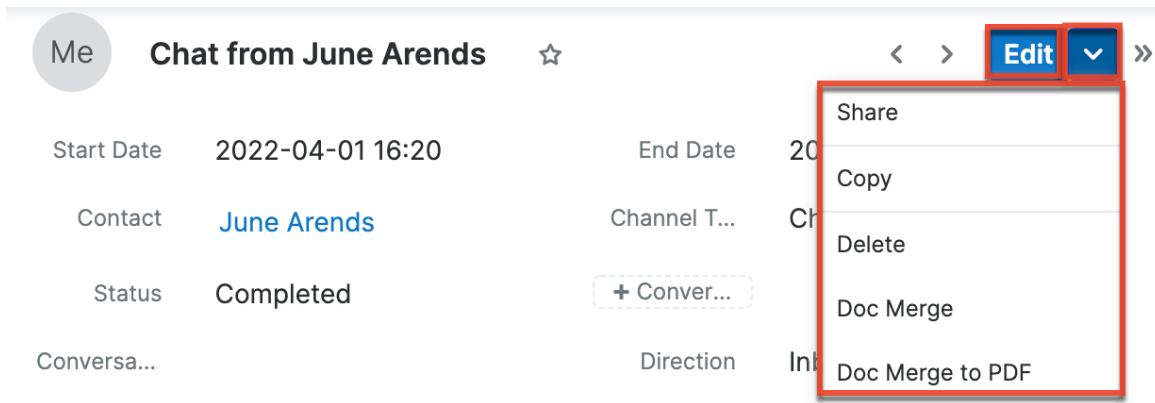 Me Chat from June Arends Edit
Share
Start Date 2022-04-01 16:20 End Date 20
Copy
Contact June Arends Channel T... Ch
Delete
Status Completed + Conver...
Doc Merge
Conversa... Direction Inb
Doc Merge to PDF